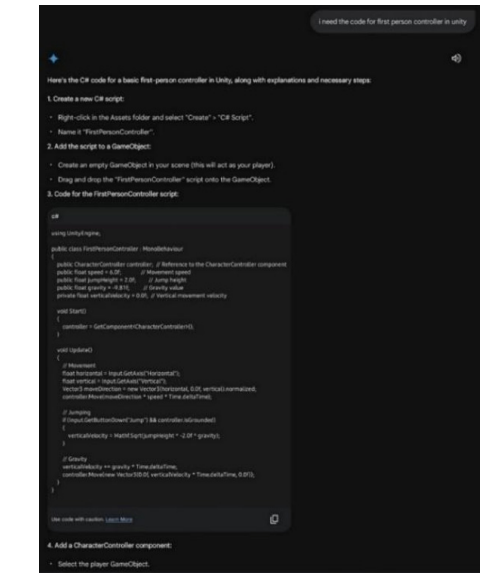 i need the code for first person controller in unity
Here's the C# code for a basic first-person controller in Unity, along with explanations and necessary steps:
1. Create a new C# script:
• Right-click in the Assets folder and select "Create" > "C# Script".
• Name it "FirstPersonController".
2. Add the script to a GameObject:
• Create an empty GameObject in your scene (this will act as your player).
• Drag and drop the "FirstPersonController" script onto the GameObject.
3. Code for the FirstPersonController script:
c#
using UnityEngine;
public class FirstPersonController : MonoBehaviour
{
public CharacterController controller; // Reference to the CharacterController component
public float speed = 6.0f; // Movement speed
public float jumpHeight = 2.0f; // Jump height
public float gravity = -9.81f; // Gravity value
private float verticalVelocity = 0.0f; // Vertical movement velocity
void Start()
{
controller = GetComponent<CharacterController>();
}
void Update()
{
// Movement
float horizontal = Input.GetAxis("Horizontal");
float vertical = Input.GetAxis("Vertical");
Vector3 moveDirection = new Vector3(horizontal, 0.0f, vertical).normalized;
controller.Move(moveDirection * speed * Time.deltaTime);
// Jumping
if (Input.GetButtonDown("Jump") && controller.isGrounded)
{
verticalVelocity = Mathf.Sqrt(jumpHeight * -2.0f * gravity);
}
// Gravity
verticalVelocity += gravity * Time.deltaTime;
controller.Move(new Vector3(0.0f, verticalVelocity * Time.deltaTime, 0.0f));
}
}
Use code with caution. Learn More
4. Add a CharacterController component:
• Select the player GameObject.